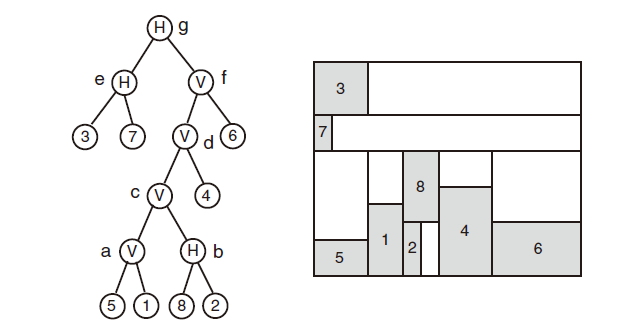 H g
e H V f
3 7 V d 6
c V 4
a V H b
5 1 8 2
3
7
8
1 2 4 6
5